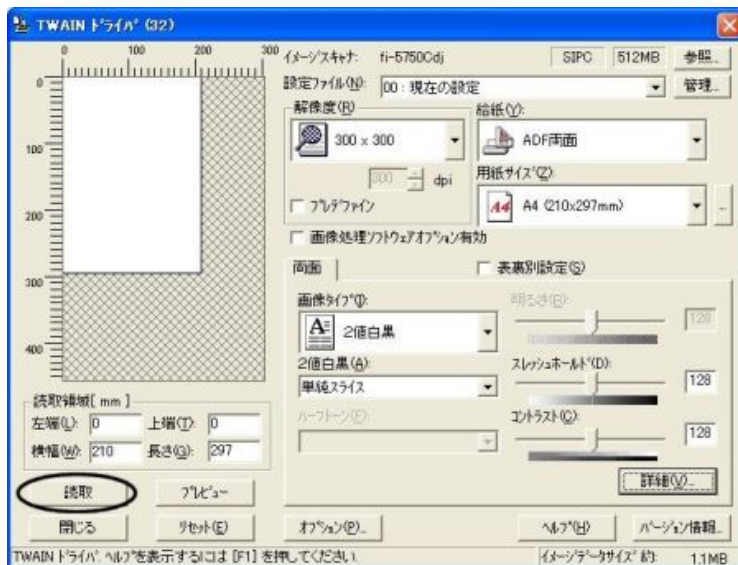 TWAIN ドライバ (32)
0 100 200 300
0
100
200
300
400
イメージスキャナ: fi-5750Cdj SIPC 512MB 参照...
設定ファイル(N): 00 : 現在の設定 管理...
解像度(R)
300 x 300
300 dpi
プレデファイン
給紙(Y):
ADF両面
用紙サイズ(Z):
A4 A4 (210x297mm) ...
画像処理ソフトウェアオプション有効
両面 表裏別設定(S)
画像タイプ(I):
2値白黒
2値白黒(A):
単純スライス
ハーフトーン(F):
明るさ(B):
128
スレッショホールド(D):
128
コントラスト(C):
128
詳細(V)...
読取領域[ mm ]
左端(L): 0 上端(T): 0
横幅(W): 210 長さ(G): 297
読取 プレビュー
閉じる リセット(E) オプション(P)... ヘルプ(H) バージョン情報...
TWAIN ドライバ、ヘルプを表示するには [F1] を押してください。 イメージデータサイズ 約: 1.1MB